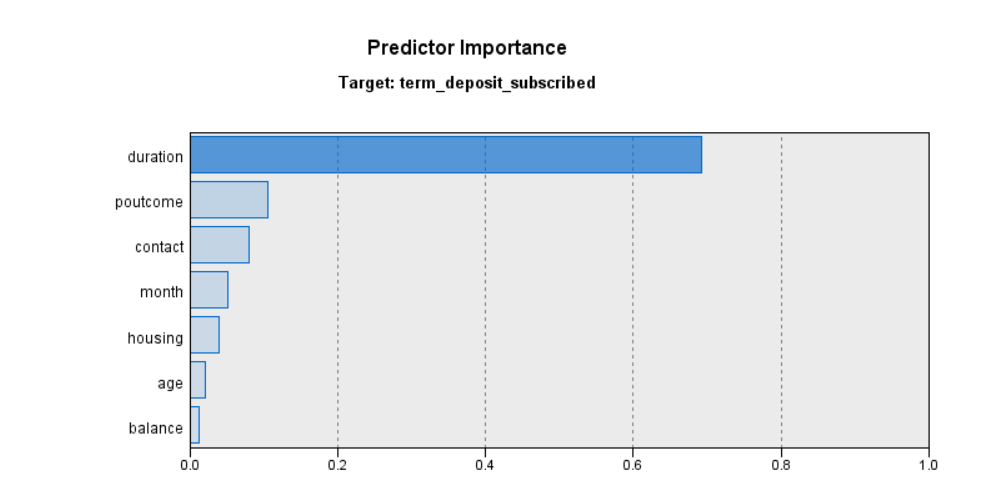 Predictor Importance
Target: term_deposit_subscribed
duration
poutcome
contact
month
housing
age
balance
0.0 0.2 0.4 0.6 0.8 1.0